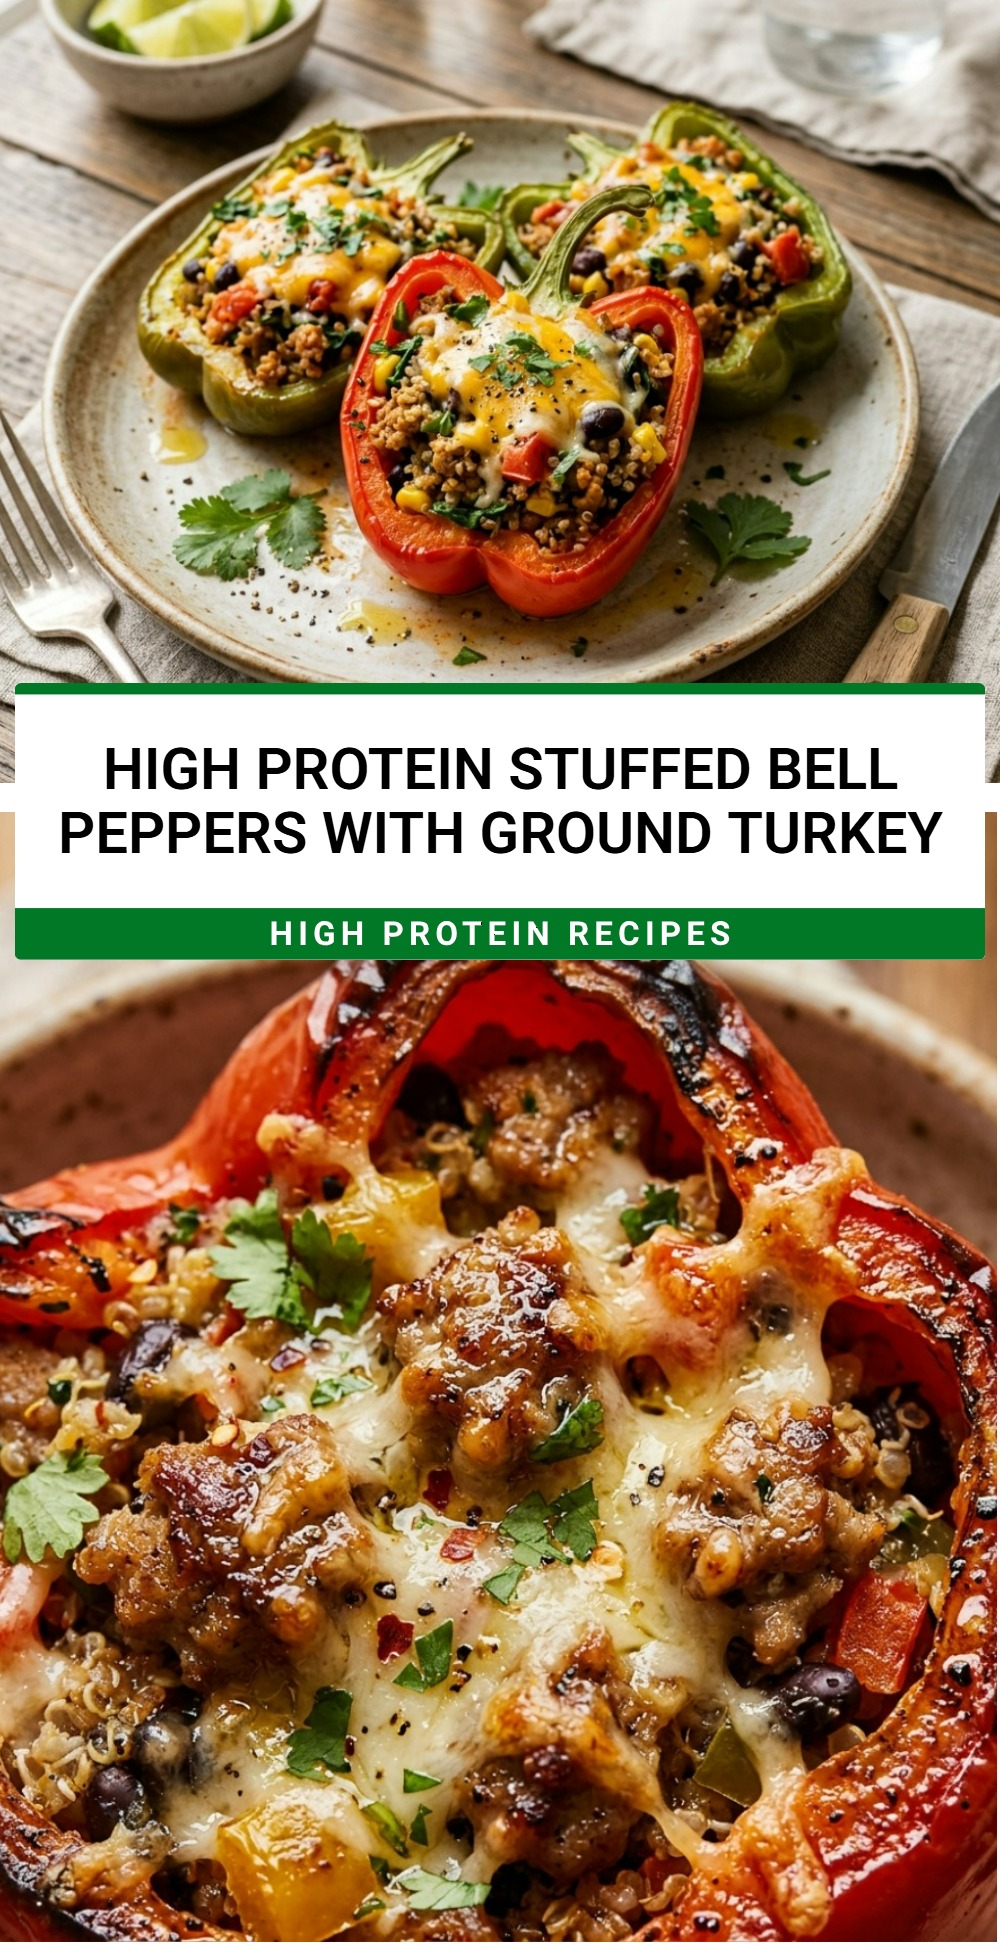 HIGH PROTEIN STUFFED BELL
PEPPERS WITH GROUND TURKEY
HIGH PROTEIN RECIPES